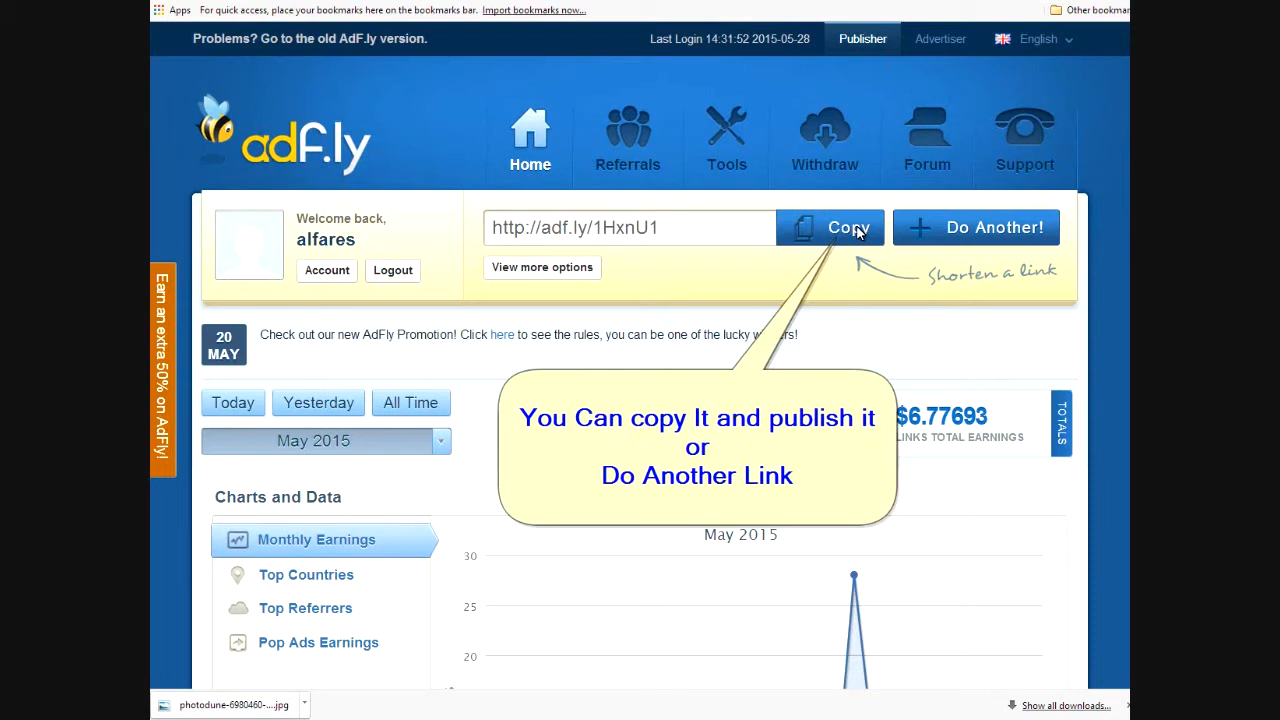 Apps For quick access, place your bookmarks here on the bookmarks bar. Import bookmarks now... Other bookmar
Problems? Go to the old AdF.ly version. Last Login 14:31:52 2015-05-28 Publisher Advertiser English
adf.ly
Home Referrals Tools Withdraw Forum Support
Welcome back,
alfares
Account Logout
http://adf.ly/1HxnU1 Copy Do Another!
View more options
Shorten a link
Earn an extra 50% on AdFly!
20
MAY
Check out our new AdFly Promotion! Click here to see the rules, you can be one of the lucky w rs!
Today Yesterday All Time
May 2015
You Can copy It and publish it
or
Do Another Link
$6.77693
LINKS TOTAL EARNINGS
TOTALS
Charts and Data
Monthly Earnings
Top Countries
Top Referrers
Pop Ads Earnings
May 2015
30
25
20
photodune-6980460-....jpg
Show all downloads...